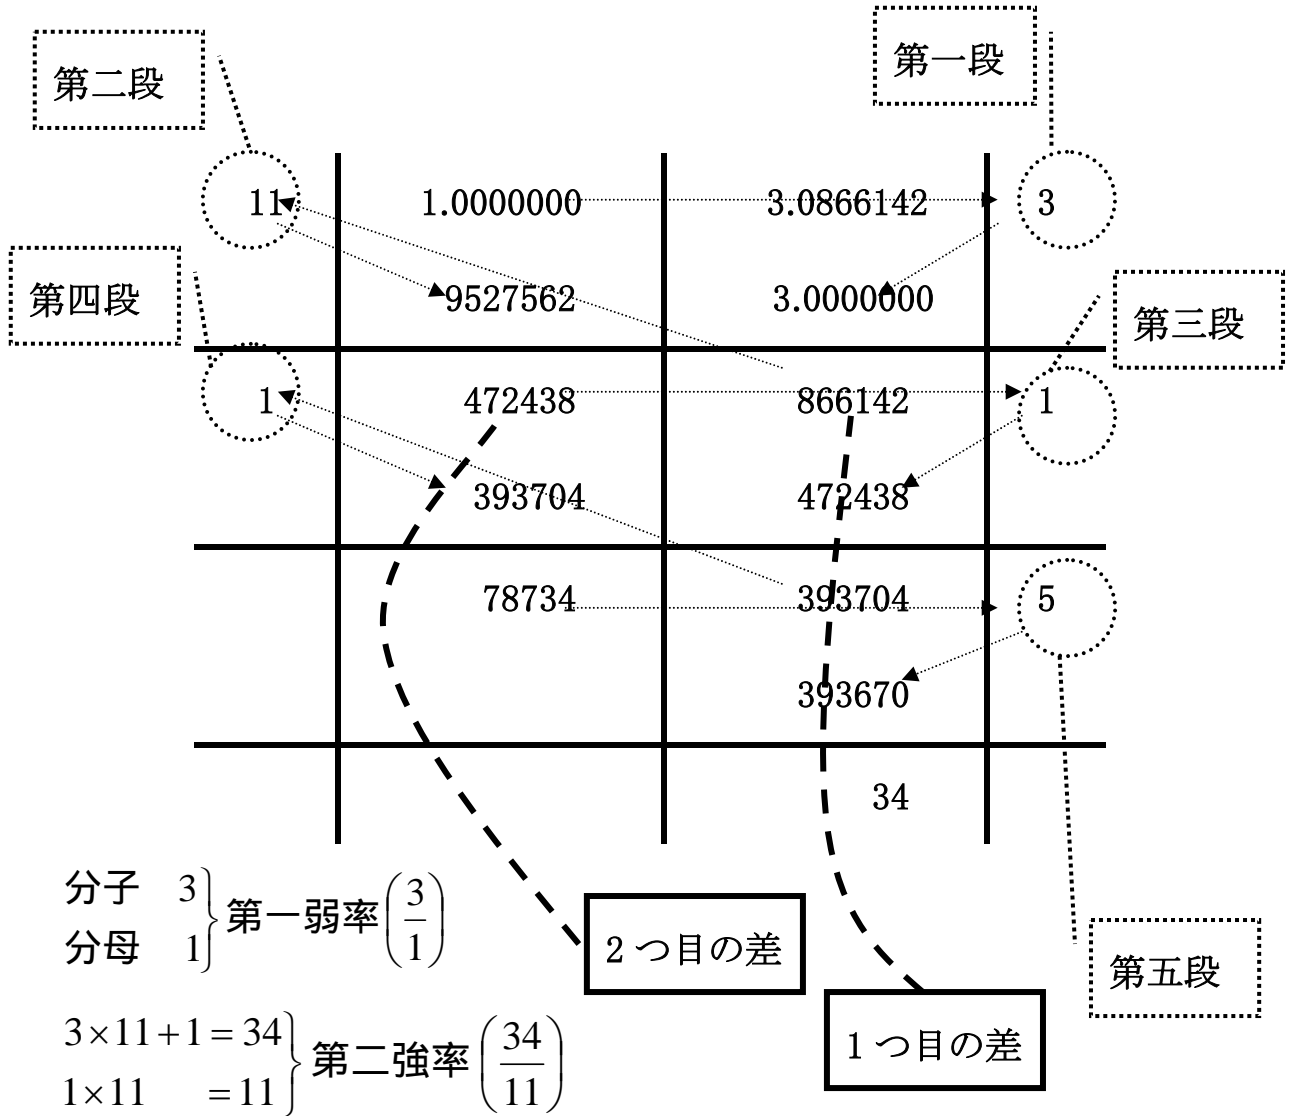 第二段
第一段
11 1.0000000 3.0866142 3
9527562 3.0000000
第四段
第三段
1 472438 866142 1
393704 472438
78734 393704 5
393670
34
分子 3
分母 1
第一弱率(3/1)
2つ目の差
第五段
1つ目の差
3×11+1=34
1×11 =11
第二強率(34/11)